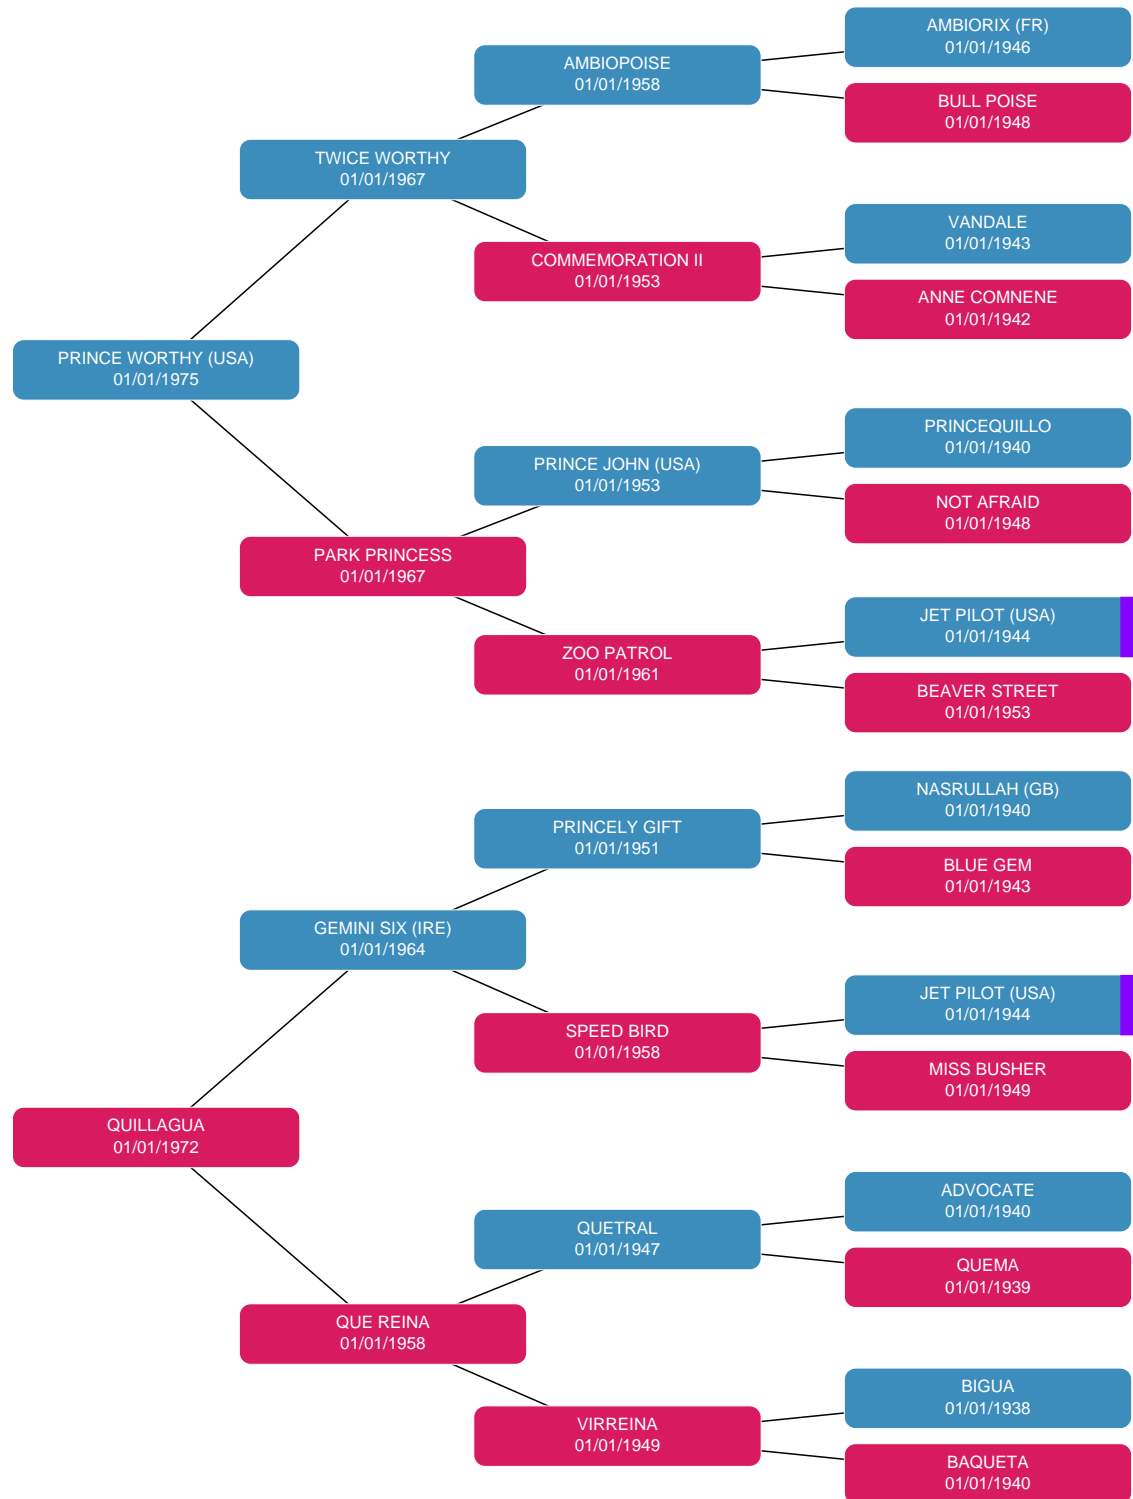 AMBIORIX (FR)
01/01/1946
AMBIOPOISE
01/01/1958
BULL POISE
01/01/1948
TWICE WORTHY
01/01/1967
VANDALE
01/01/1943
COMMEMORATION II
01/01/1953
ANNE COMNENE
01/01/1942
PRINCE WORTHY (USA)
01/01/1975
PRINCEQUILLO
01/01/1940
PRINCE JOHN (USA)
01/01/1953
NOT AFRAID
01/01/1948
PARK PRINCESS
01/01/1967
JET PILOT (USA)
01/01/1944
ZOO PATROL
01/01/1961
BEAVER STREET
01/01/1953
NASRULLAH (GB)
01/01/1940
PRINCELY GIFT
01/01/1951
BLUE GEM
01/01/1943
GEMINI SIX (IRE)
01/01/1964
JET PILOT (USA)
01/01/1944
SPEED BIRD
01/01/1958
MISS BUSHER
01/01/1949
QUILLAGUA
01/01/1972
ADVOCATE
01/01/1940
QUETRAL
01/01/1947
QUEMA
01/01/1939
QUE REINA
01/01/1958
BIGUA
01/01/1938
VIRREINA
01/01/1949
BAQUETA
01/01/1940